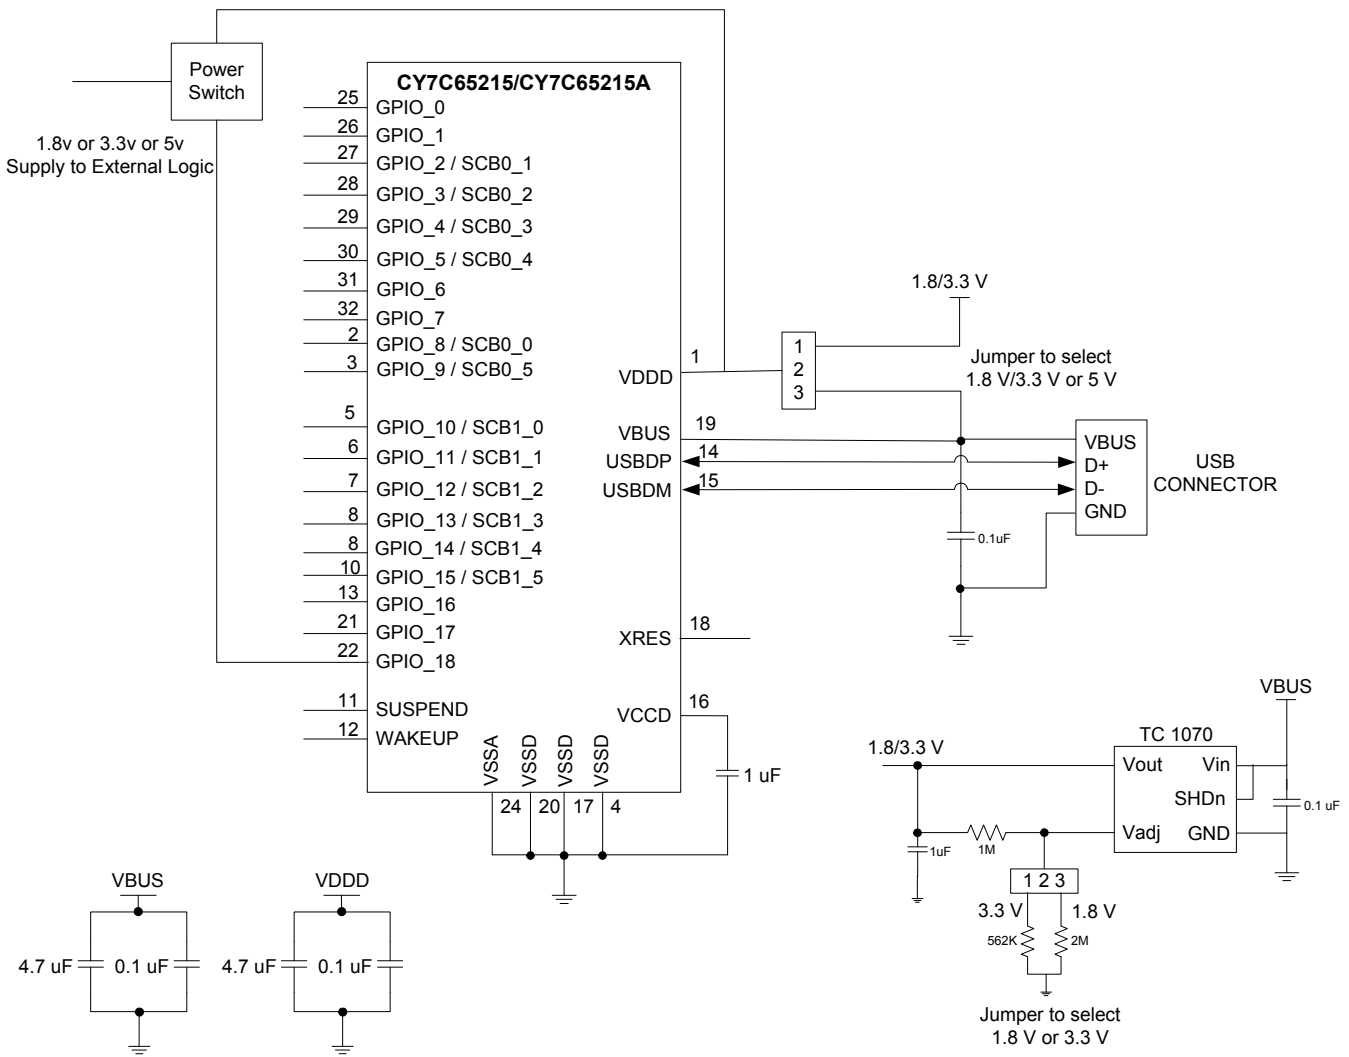 Power
Switch
1.8v or 3.3v or 5v
Supply to External Logic
CY7C65215/CY7C65215A
25 GPIO_0
26 GPIO_1
27 GPIO_2 / SCB0_1
28 GPIO_3 / SCB0_2
29 GPIO_4 / SCB0_3
30 GPIO_5 / SCB0_4
31 GPIO_6
32 GPIO_7
2 GPIO_8 / SCB0_0
3 GPIO_9 / SCB0_5
5 GPIO_10 / SCB1_0
6 GPIO_11 / SCB1_1
7 GPIO_12 / SCB1_2
8 GPIO_13 / SCB1_3
8 GPIO_14 / SCB1_4
10 GPIO_15 / SCB1_5
13 GPIO_16
21 GPIO_17
22 GPIO_18
11 SUSPEND
12 WAKEUP
VDDD 1
VBUS 19
USBDP 14
USBDM 15
XRES 18
VCCD 16
VSSA
VSSD
VSSD
VSSD
24 20 17 4
1 uF
1.8/3.3 V
1
2
3
Jumper to select
1.8 V/3.3 V or 5 V
VBUS
D+
D-
GND
USB
CONNECTOR
0.1uF
VBUS
TC 1070
1.8/3.3 V
Vout Vin
SHDn
Vadj GND
0.1 uF
1uF
1M
1 2 3
3.3 V 1.8 V
562K 2M
Jumper to select
1.8 V or 3.3 V
VBUS
4.7 uF 0.1 uF
VDDD
4.7 uF 0.1 uF